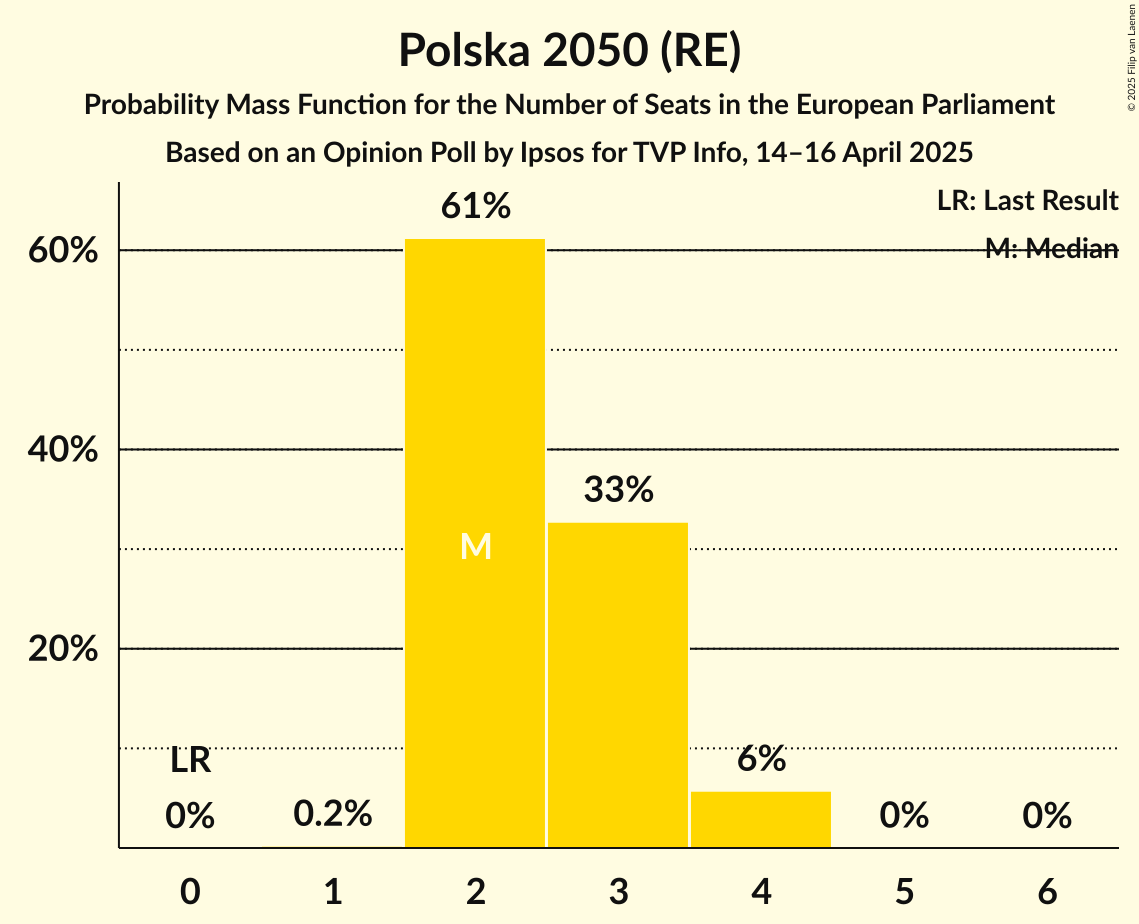 Polska 2050 (RE)
Probability Mass Function for the Number of Seats in the European Parliament
Based on an Opinion Poll by Ipsos for TVP Info, 14–16 April 2025
© 2025 Filip van Laenen
LR: Last Result
M: Median
60%
40%
20%
61%
33%
M
LR
0%
0.2%
6%
0%
0%
0 1 2 3 4 5 6